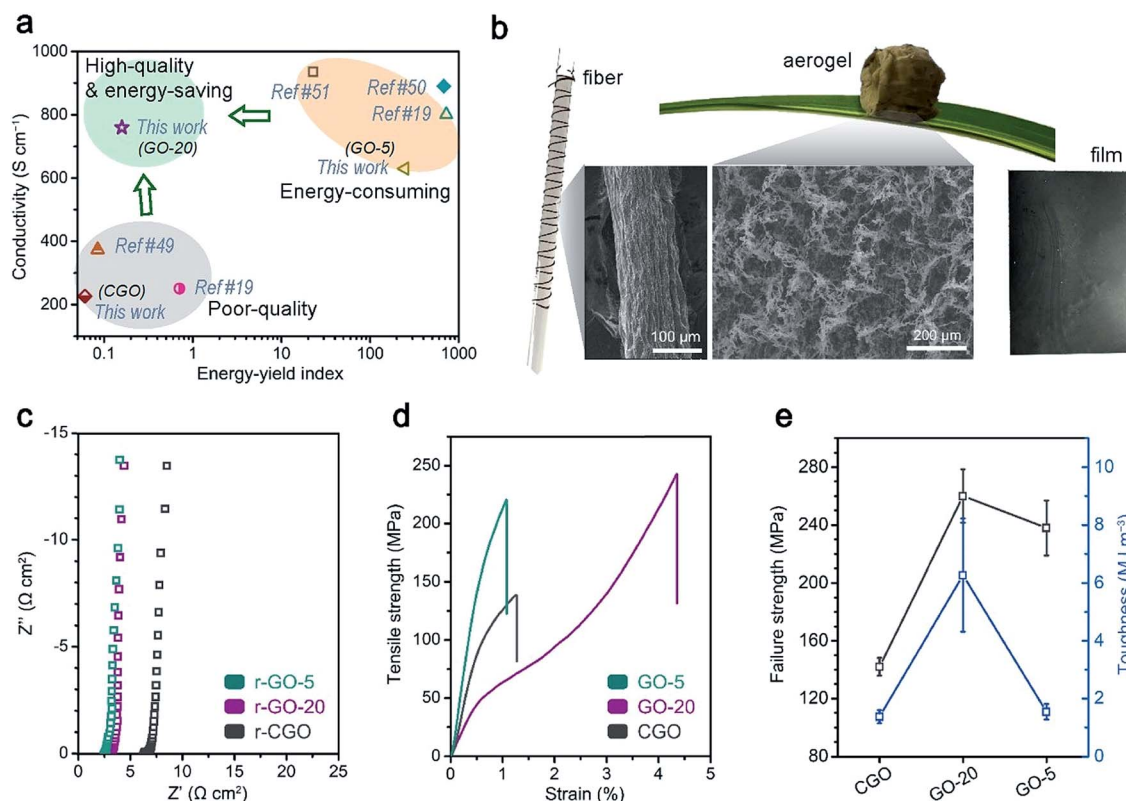 a
1000
800
600
400
200
Conductivity (S cm⁻¹)
High-quality
& energy-saving
This work
(GO-20)
Ref #51
Ref #50
Ref #19
(GO-5)
This work
Energy-consuming
Ref #49
(CGO)
This work
Ref #19
Poor-quality
0.1 1 10 100 1000
Energy-yield index
b
fiber
aerogel
film
100 µm
200 µm
c
-15
-10
-5
0
Z'' (Ω cm²)
r-GO-5
r-GO-20
r-CGO
0 5 10 15 20 25
Z' (Ω cm²)
d
250
200
150
100
50
0
Tensile strength (MPa)
GO-5
GO-20
CGO
0 1 2 3 4 5
Strain (%)
e
280
240
200
160
120
80
Failure strength (MPa)
10
8
6
4
2
0
Toughness (MJ m⁻³)
CGO GO-20 GO-5